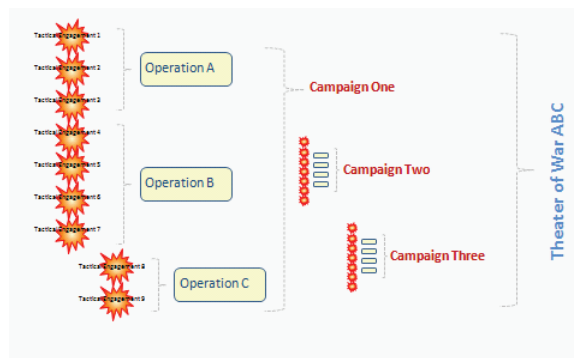 Tactical Engagement 1
Tactical Engagement 2
Tactical Engagement 3
Operation A
Tactical Engagement 4
Tactical Engagement 5
Tactical Engagement 6
Tactical Engagement 7
Operation B
Tactical Engagement 8
Tactical Engagement 9
Operation C
Campaign One
Campaign Two
Campaign Three
Theater of War ABC